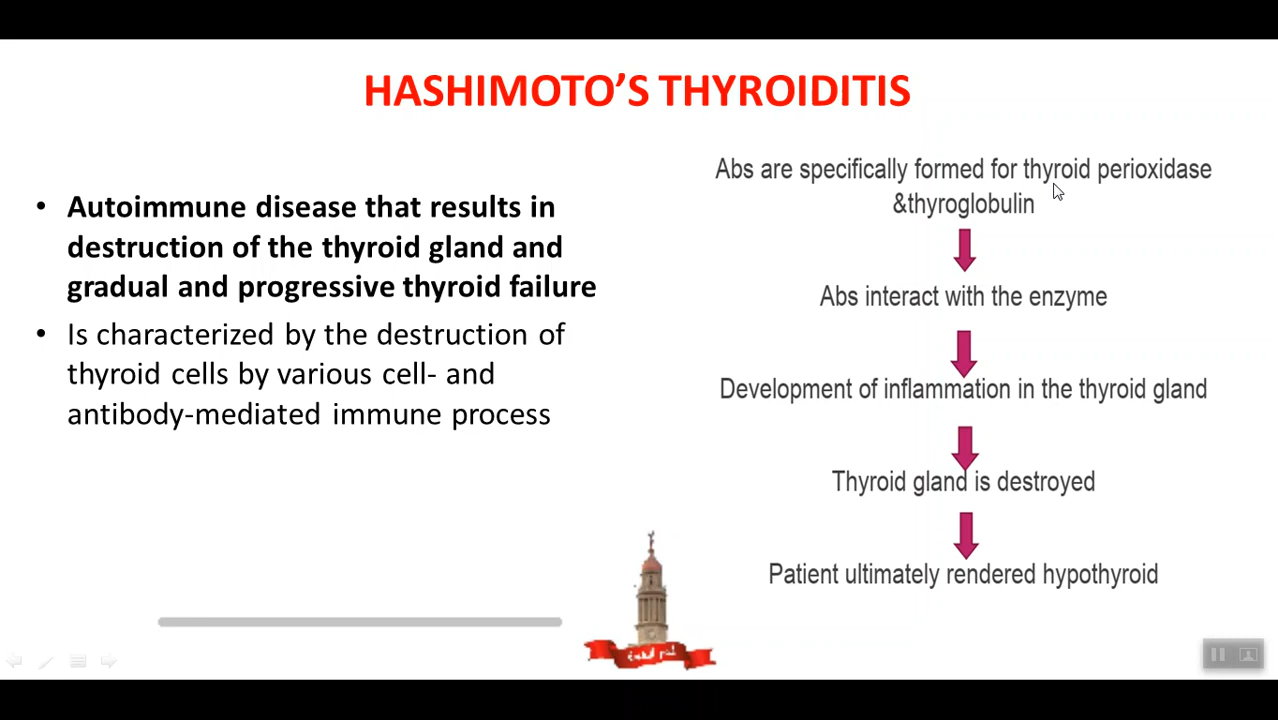 HASHIMOTO’S THYROIDITIS
• Autoimmune disease that results in
destruction of the thyroid gland and
gradual and progressive thyroid failure
• Is characterized by the destruction of
thyroid cells by various cell- and
antibody-mediated immune process
Abs are specifically formed for thyroid perioxidase
&thyroglobulin
Abs interact with the enzyme
Development of inflammation in the thyroid gland
Thyroid gland is destroyed
Patient ultimately rendered hypothyroid